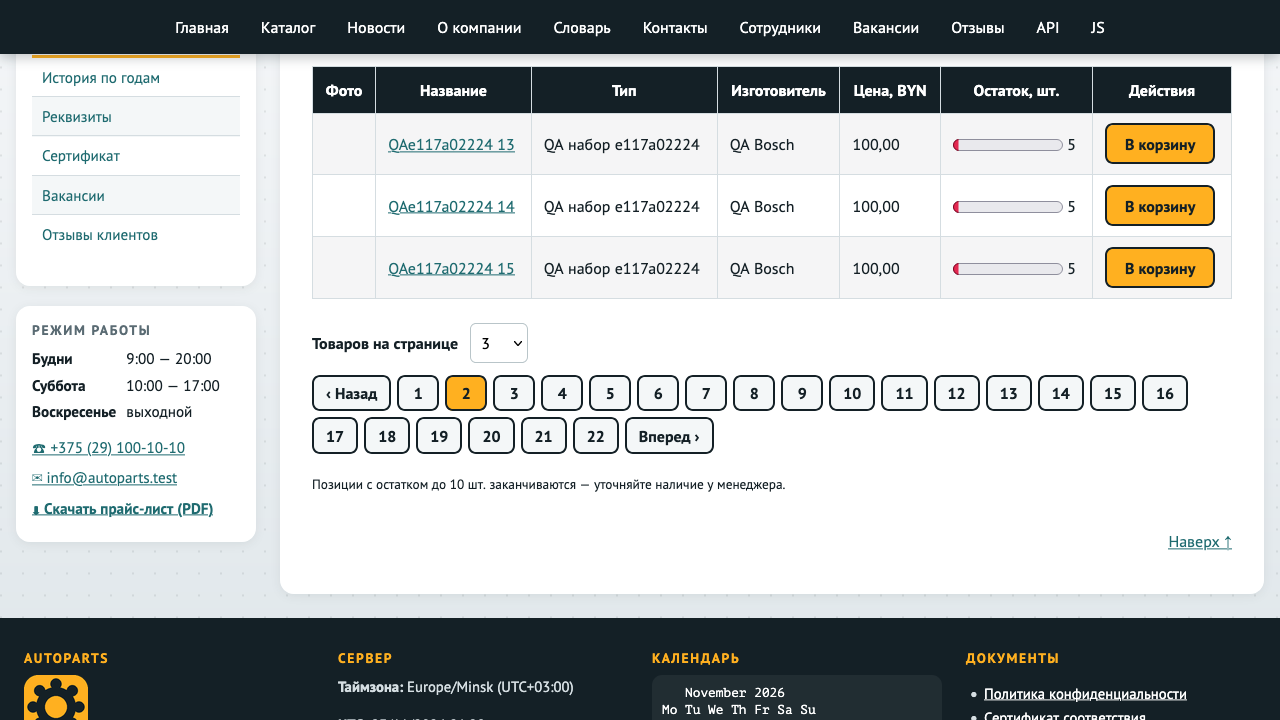 Главная Каталог Новости О компании Словарь Контакты Сотрудники Вакансии Отзывы API JS
История по годам
Реквизиты
Сертификат
Вакансии
Отзывы клиентов
РЕЖИМ РАБОТЫ
Будни 9:00 — 20:00
Суббота 10:00 — 17:00
Воскресенье выходной
☎ +375 (29) 100-10-10
✉ info@autoparts.test
⬇ Скачать прайс-лист (PDF)
Фото Название Тип Изготовитель Цена, BYN Остаток, шт. Действия
QAe117a02224 13 QA набор e117a02224 QA Bosch 100,00 5 В корзину
QAe117a02224 14 QA набор e117a02224 QA Bosch 100,00 5 В корзину
QAe117a02224 15 QA набор e117a02224 QA Bosch 100,00 5 В корзину
Товаров на странице 3
‹ Назад 1 2 3 4 5 6 7 8 9 10 11 12 13 14 15 16
17 18 19 20 21 22 Вперед ›
Позиции с остатком до 10 шт. заканчиваются — уточняйте наличие у менеджера.
Наверх ↑
AUTOPARTS
СЕРВЕР
Таймзона: Europe/Minsk (UTC+03:00)
КАЛЕНДАРЬ
November 2026
Mo Tu We Th Fr Sa Su
ДОКУМЕНТЫ
Политика конфиденциальности
Сертификат соответствия